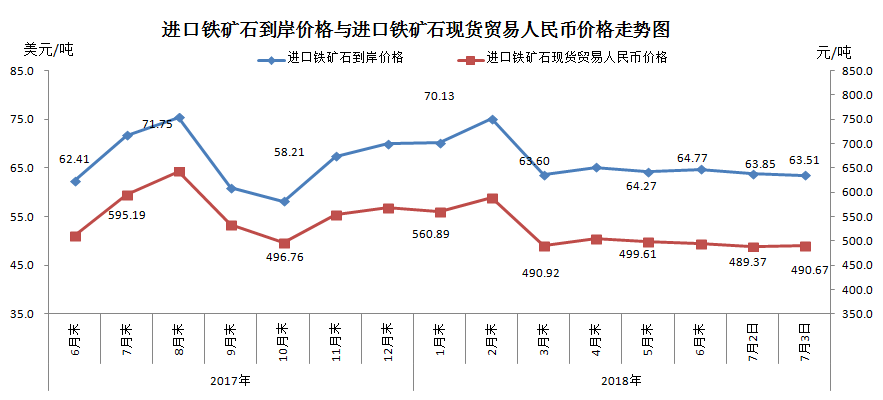 进口铁矿石到岸价格与进口铁矿石现货贸易人民币价格走势图
美元/吨
元/吨
进口铁矿石到岸价格
进口铁矿石现货贸易人民币价格
85.0
75.0
65.0
55.0
45.0
35.0
850.0
800.0
750.0
700.0
650.0
600.0
550.0
500.0
450.0
400.0
350.0
62.41
71.75
58.21
70.13
63.60
64.27
64.77
63.85
63.51
595.19
496.76
560.89
490.92
499.61
489.37
490.67
6月末
7月末
8月末
9月末
10月末
11月末
12月末
1月末
2月末
3月末
4月末
5月末
6月末
7月2日
7月3日
2017年
2018年